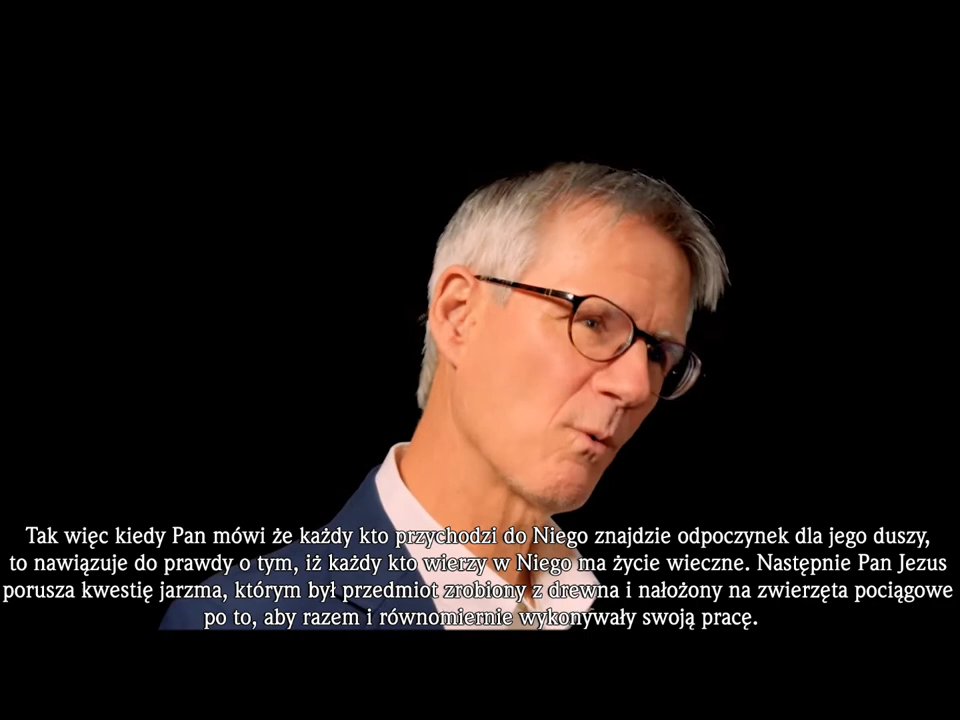 Tak więc kiedy Pan mówi że każdy kto przychodzi do Niego znajdzie odpoczynek dla jego duszy,
to nawiązuje do prawdy o tym, iż każdy kto wierzy w Niego ma życie wieczne. Następnie Pan Jezus
porusza kwestię jarzma, którym był przedmiot zrobiony z drewna i nałożony na zwierzęta pociągowe
po to, aby razem i równomiernie wykonywały swoją pracę.